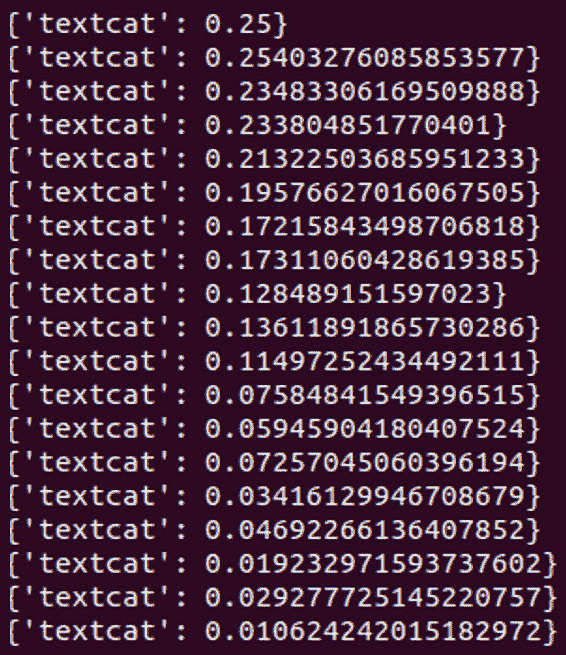 {'textcat': 0.25}
{'textcat': 0.25403276085853577}
{'textcat': 0.23483306169509888}
{'textcat': 0.233804851770401}
{'textcat': 0.21322503685951233}
{'textcat': 0.19576627016067505}
{'textcat': 0.17215843498706818}
{'textcat': 0.17311060428619385}
{'textcat': 0.128489151597023}
{'textcat': 0.13611891865730286}
{'textcat': 0.11497252434492111}
{'textcat': 0.07584841549396515}
{'textcat': 0.05945904180407524}
{'textcat': 0.07257045060396194}
{'textcat': 0.03416129946708679}
{'textcat': 0.04692266136407852}
{'textcat': 0.019232971593737602}
{'textcat': 0.029277725145220757}
{'textcat': 0.010624242015182972}